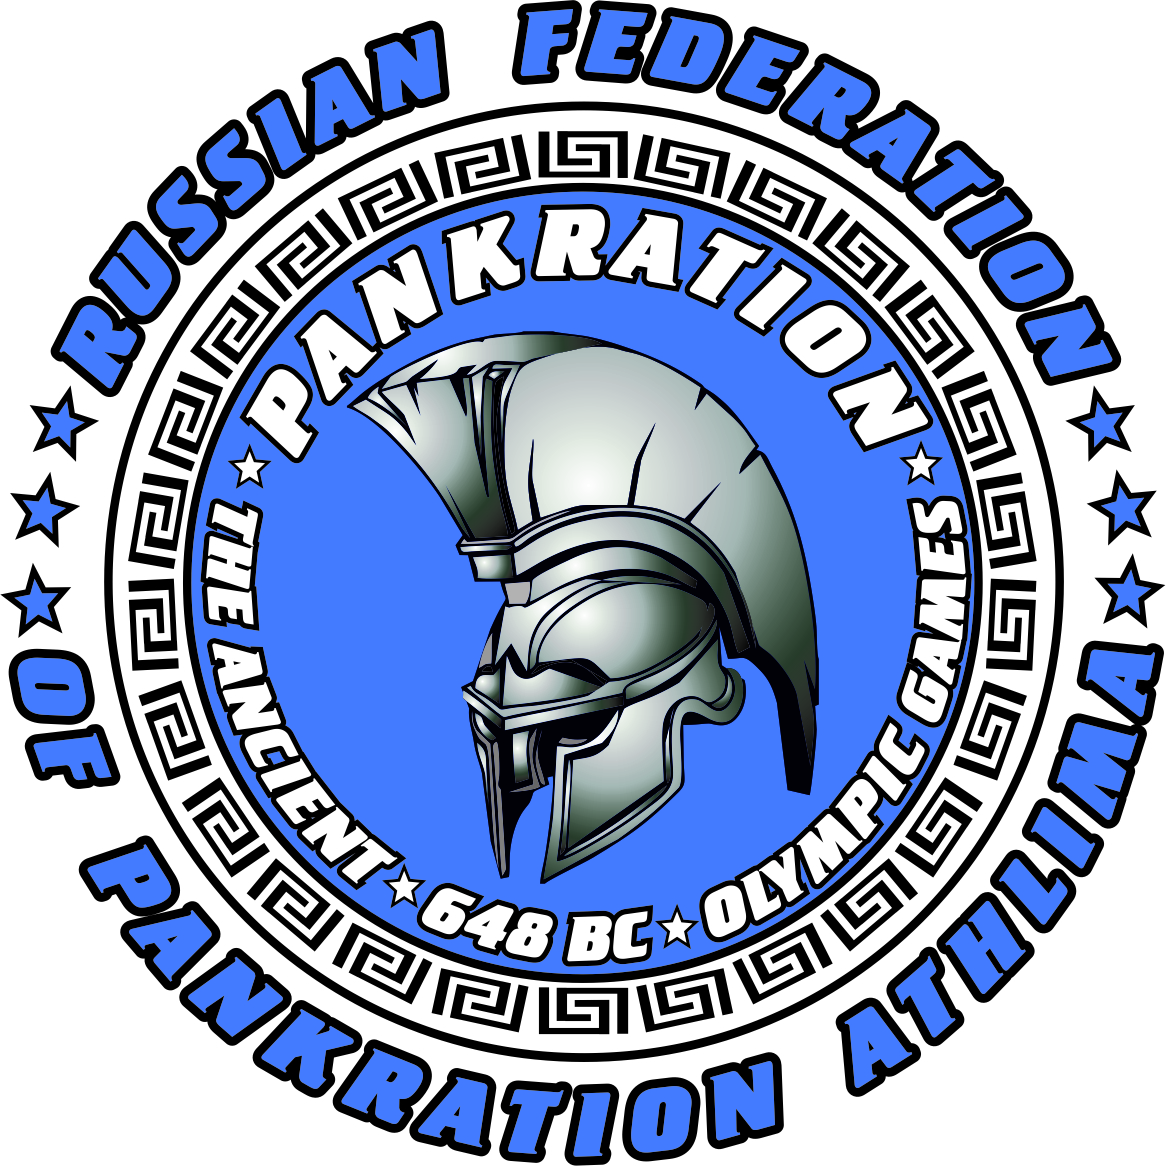 RUSSIAN FEDERATION
OF PANKRATION ATHLIMA
PANKRATION
THE ANCIENT
648 BC
OLYMPIC GAMES